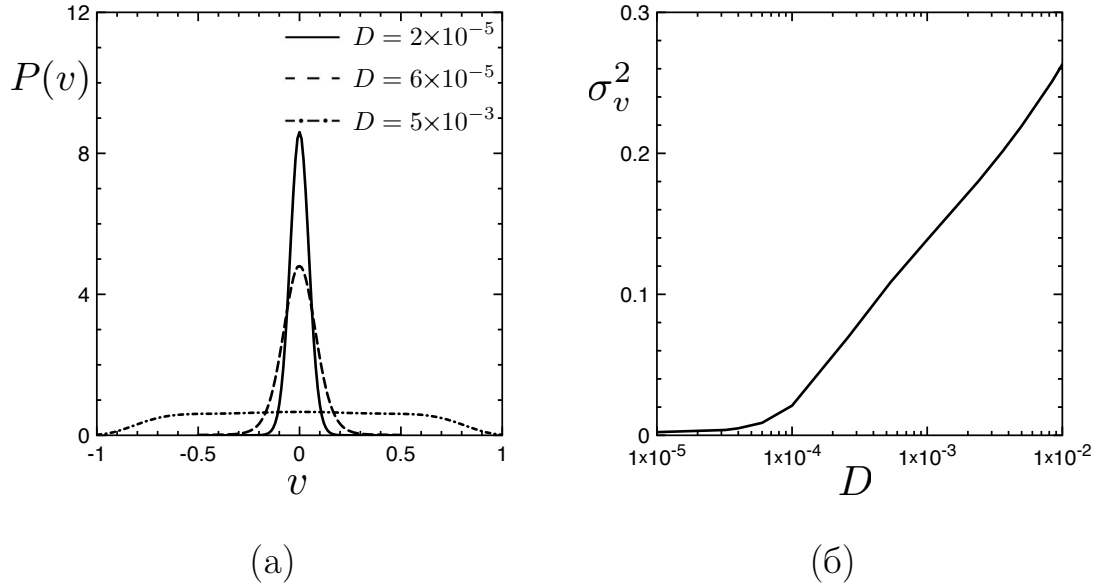 P(v)
12
8
4
0
-1 -0.5 0 0.5 1
v
D = 2×10⁻⁵
D = 6×10⁻⁵
D = 5×10⁻³
(а)
σ²ᵥ
0.3
0.2
0.1
0
1×10⁻⁵ 1×10⁻⁴ 1×10⁻³ 1×10⁻²
D
(б)